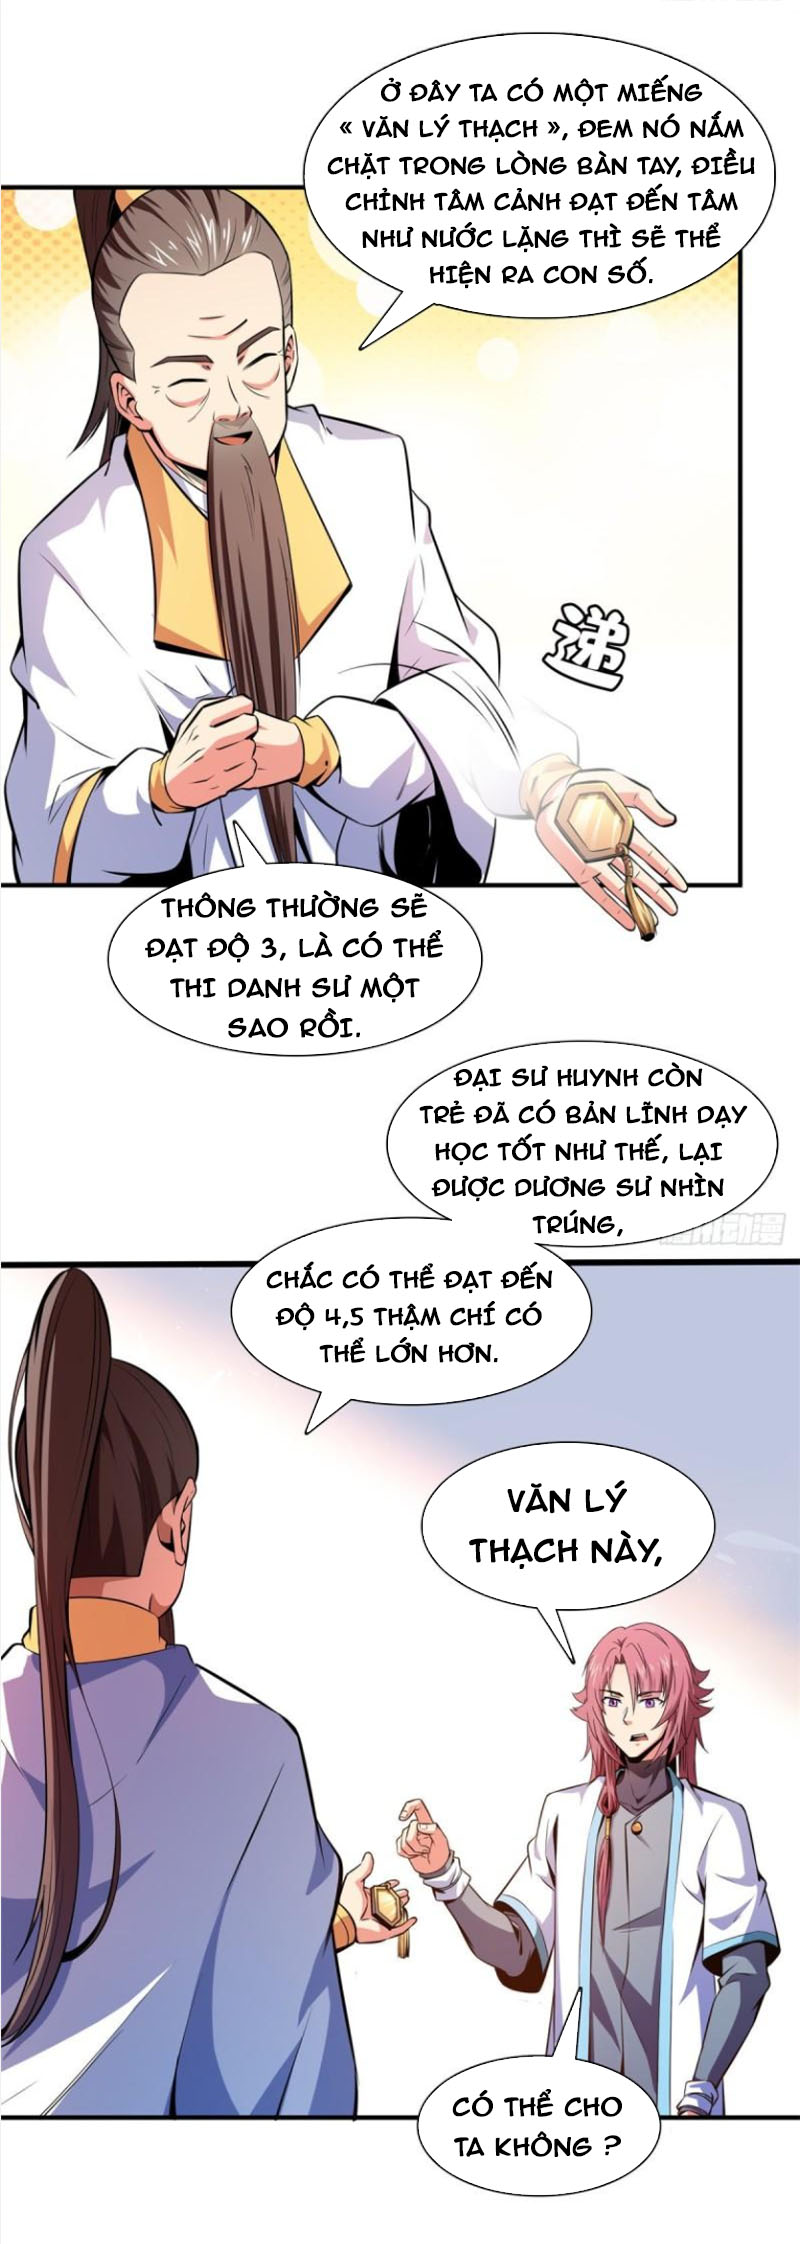 Ở ĐÂY TA CÓ MỘT MIẾNG
« VĂN LÝ THẠCH », ĐEM NÓ NẮM
CHẶT TRONG LÒNG BÀN TAY, ĐIỀU
CHỈNH TÂM CẢNH ĐẠT ĐẾN TÂM
NHƯ NƯỚC LẶNG THÌ SẼ THỂ
HIỆN RA CON SỐ.
递
THÔNG THƯỜNG SẼ
ĐẠT ĐỘ 3, LÀ CÓ THỂ
THI DANH SƯ MỘT
SAO RỒI.
ĐẠI SƯ HUYNH CÒN
TRẺ ĐÃ CÓ BẢN LĨNH DẠY
HỌC TỐT NHƯ THẾ, LẠI
ĐƯỢC DƯƠNG SƯ NHÌN
TRÚNG,
CHẮC CÓ THỂ ĐẠT ĐẾN
ĐỘ 4,5 THẬM CHÍ CÓ
THỂ LỚN HƠN.
VĂN LÝ
THẠCH NÀY,
CÓ THỂ CHO
TA KHÔNG ?